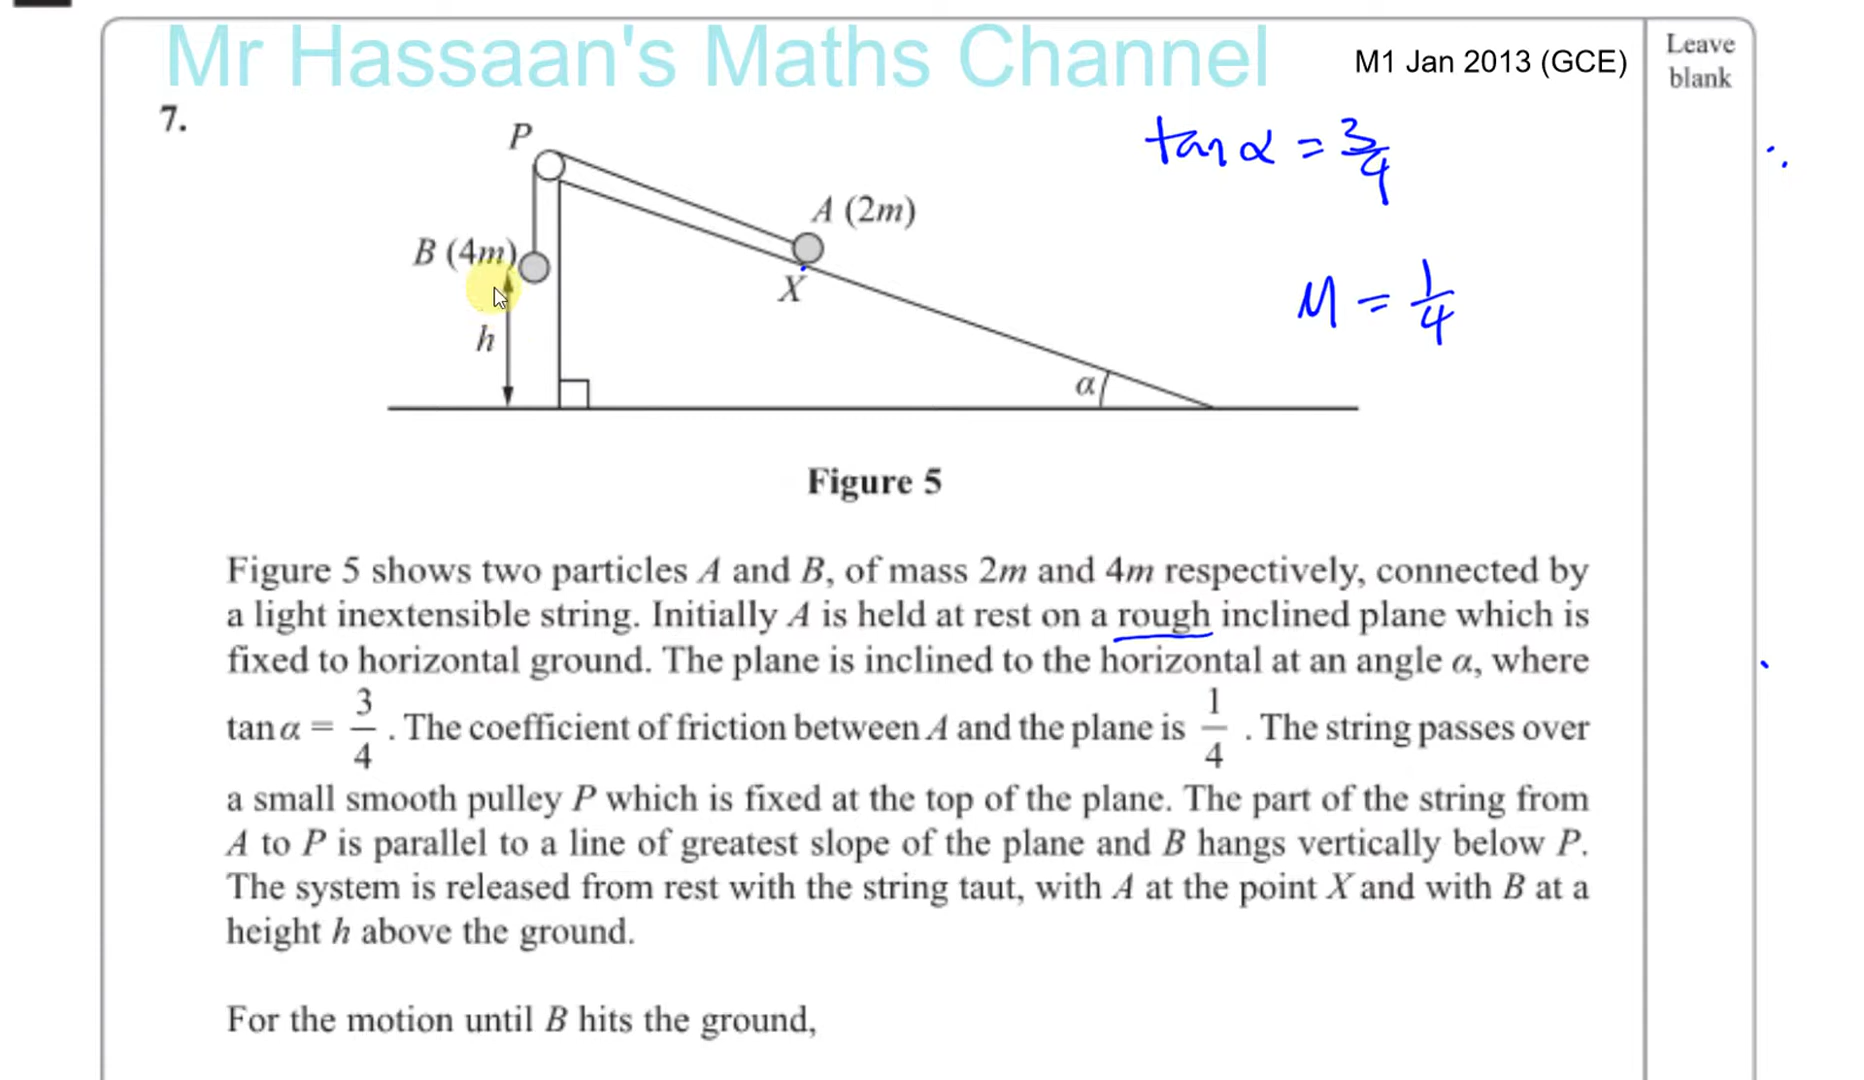 Mr Hassaan's Maths Channel
M1 Jan 2013 (GCE)
Leave
blank
7.
P
tan α = 3/4
A (2m)
B (4m)
X
μ = 1/4
h
α
Figure 5
Figure 5 shows two particles A and B, of mass 2m and 4m respectively, connected by
a light inextensible string. Initially A is held at rest on a rough inclined plane which is
fixed to horizontal ground. The plane is inclined to the horizontal at an angle α, where
tan α = 3/4 . The coefficient of friction between A and the plane is 1/4 . The string passes over
a small smooth pulley P which is fixed at the top of the plane. The part of the string from
A to P is parallel to a line of greatest slope of the plane and B hangs vertically below P.
The system is released from rest with the string taut, with A at the point X and with B at a
height h above the ground.
For the motion until B hits the ground,